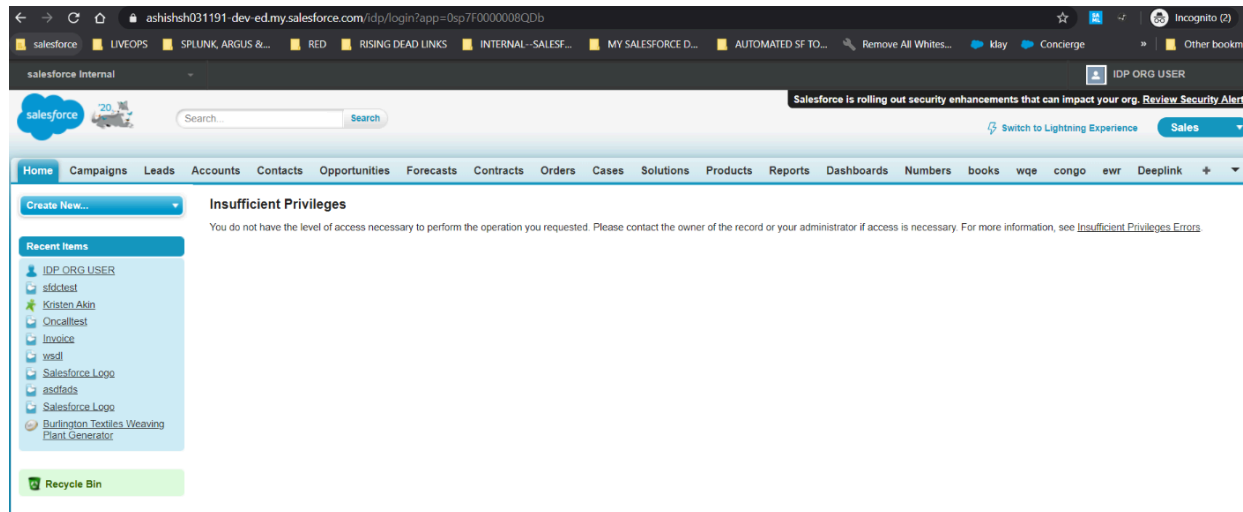 ashishsh031191-dev-ed.my.salesforce.com/idp/login?app=0sp7F0000008QDb
Incognito (2)
salesforce LIVEOPS SPLUNK, ARGUS &... RED RISING DEAD LINKS INTERNAL--SALESF... MY SALESFORCE D... AUTOMATED SF TO... Remove All Whites... klay Concierge » Other bookm
salesforce Internal
IDP ORG USER
Salesforce is rolling out security enhancements that can impact your org. Review Security Alert
salesforce
'20
Search...
Search
Switch to Lightning Experience
Sales
Home Campaigns Leads Accounts Contacts Opportunities Forecasts Contracts Orders Cases Solutions Products Reports Dashboards Numbers books wqe congo ewr Deeplink +
Create New...
Insufficient Privileges
You do not have the level of access necessary to perform the operation you requested. Please contact the owner of the record or your administrator if access is necessary. For more information, see Insufficient Privileges Errors.
Recent Items
IDP ORG USER
sfdctest
Kristen Akin
Oncalltest
Invoice
wsdl
Salesforce Logo
asdfads
Salesforce Logo
Burlington Textiles Weaving
Plant Generator
Recycle Bin